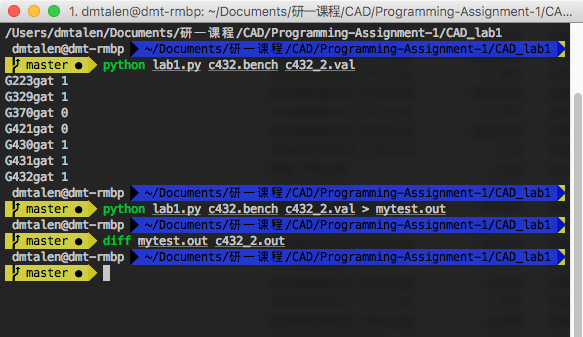 1. dmtalen@dmt-rmbp: ~/Documents/研一课程/CAD/Programming-Assignment-1/CA...
/Users/dmtalen/Documents/研一课程/CAD/Programming-Assignment-1/CAD_lab1
dmtalen@dmt-rmbp ~/Documents/研一课程/CAD/Programming-Assignment-1/CAD_lab1
master ● python lab1.py c432.bench c432_2.val
G223gat 1
G329gat 1
G370gat 0
G421gat 0
G430gat 1
G431gat 1
G432gat 1
dmtalen@dmt-rmbp ~/Documents/研一课程/CAD/Programming-Assignment-1/CAD_lab1
master ● python lab1.py c432.bench c432_2.val > mytest.out
dmtalen@dmt-rmbp ~/Documents/研一课程/CAD/Programming-Assignment-1/CAD_lab1
master ● diff mytest.out c432_2.out
dmtalen@dmt-rmbp ~/Documents/研一课程/CAD/Programming-Assignment-1/CAD_lab1
master ●